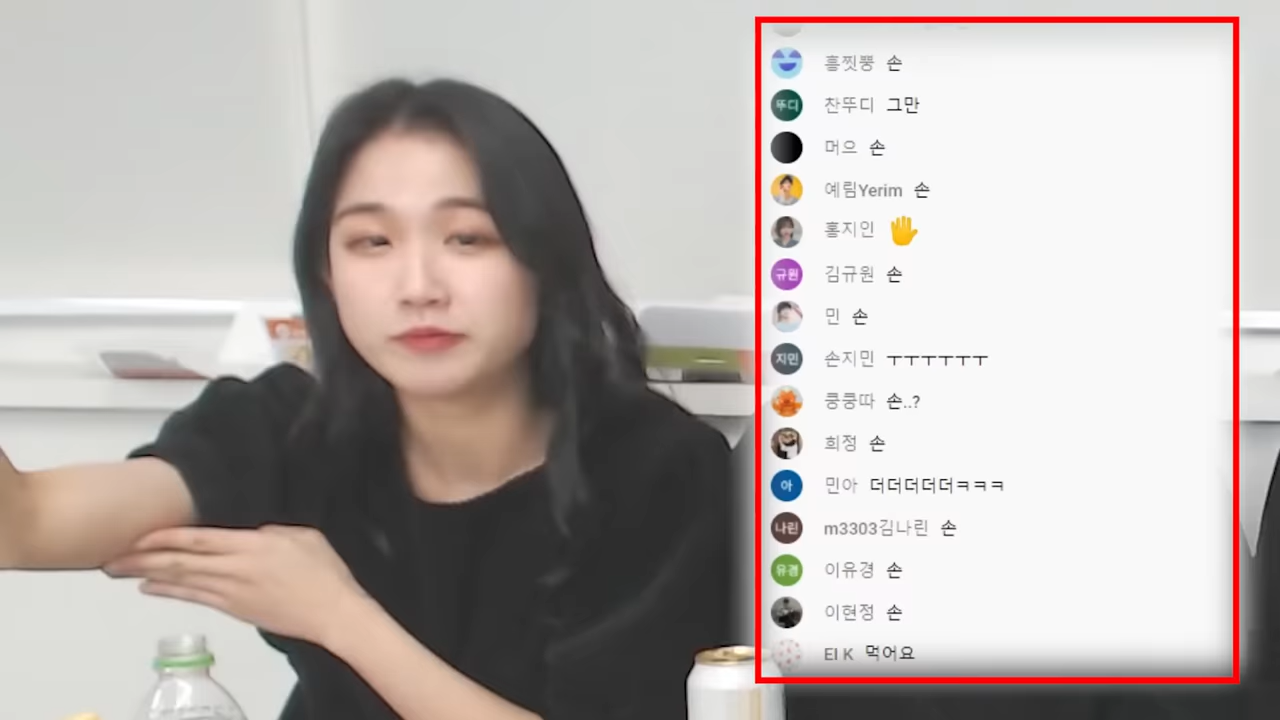 흥찟뿡 손
뚜디 찬뚜디 그만
머으 손
예림Yerim 손
홍지인 🖐
규원 김규원 손
민 손
지민 손지민 ㅜㅜㅜㅜㅜㅜ
쿵쿵따 손..?
희정 손
아 민아 더더더더더ㅋㅋㅋ
나린 m3303김나린 손
유경 이유경 손
이현정 손
EI K 먹어요